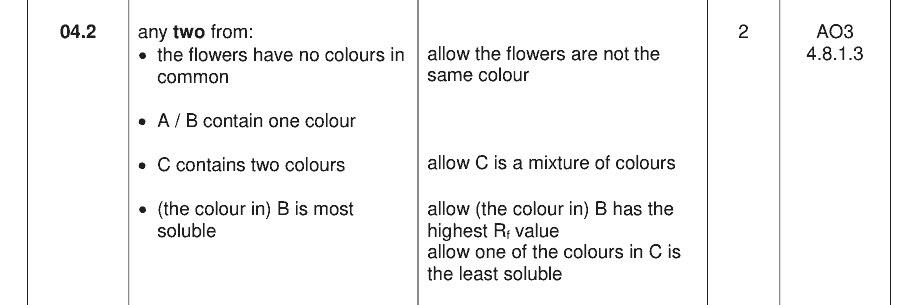 04.2
any two from:
• the flowers have no colours in
common
allow the flowers are not the
same colour
2
AO3
4.8.1.3
• A / B contain one colour
• C contains two colours
allow C is a mixture of colours
• (the colour in) B is most
soluble
allow (the colour in) B has the
highest Rf value
allow one of the colours in C is
the least soluble